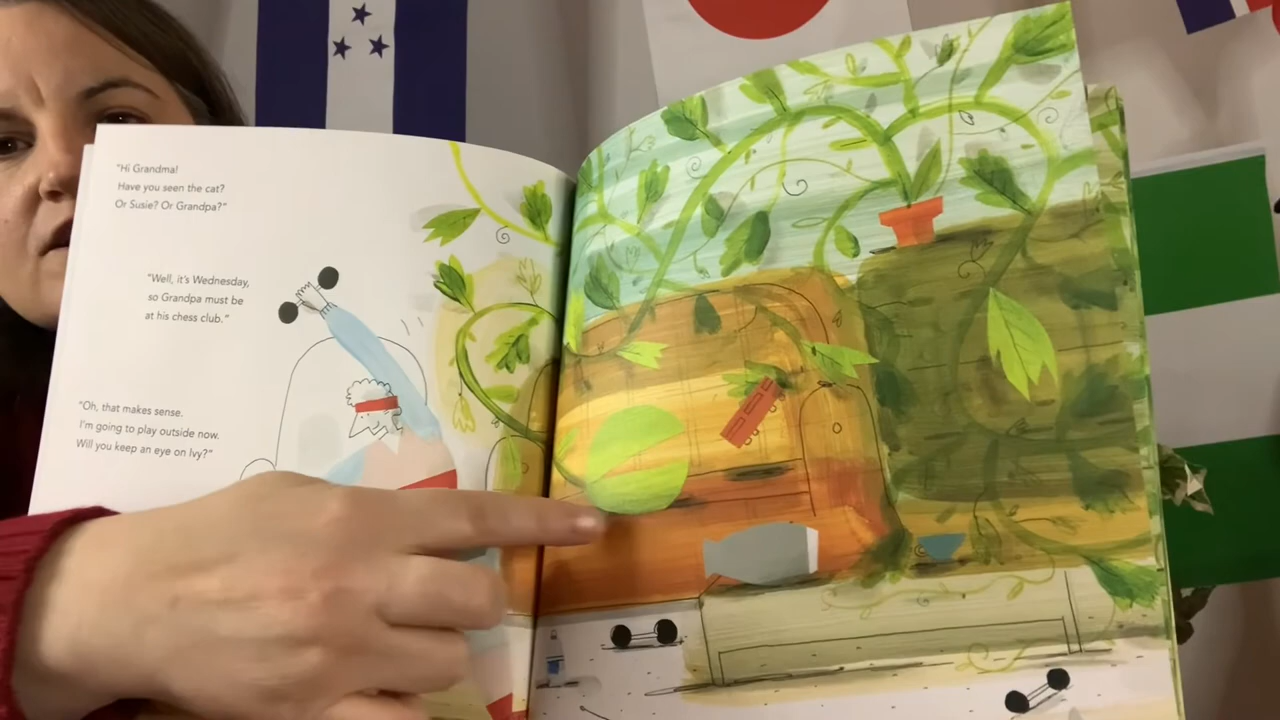 "Hi Grandma!
Have you seen the cat?
Or Susie? Or Grandpa?"
"Well, it's Wednesday,
so Grandpa must be
at his chess club."
"Oh, that makes sense.
I'm going to play outside now.
Will you keep an eye on Ivy?"